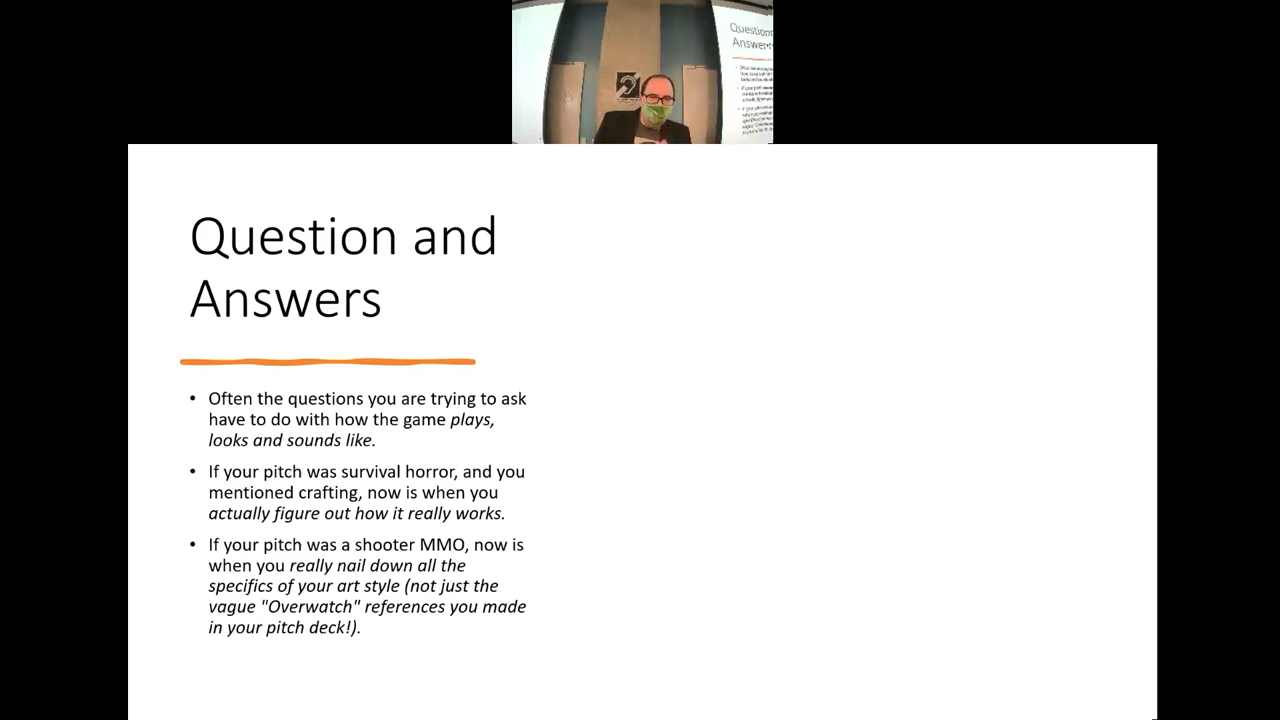 Questions
Answers
Question and
Answers
• Often the questions you are trying to ask
have to do with how the game plays,
looks and sounds like.
• If your pitch was survival horror, and you
mentioned crafting, now is when you
actually figure out how it really works.
• If your pitch was a shooter MMO, now is
when you really nail down all the
specifics of your art style (not just the
vague "Overwatch" references you made
in your pitch deck!).